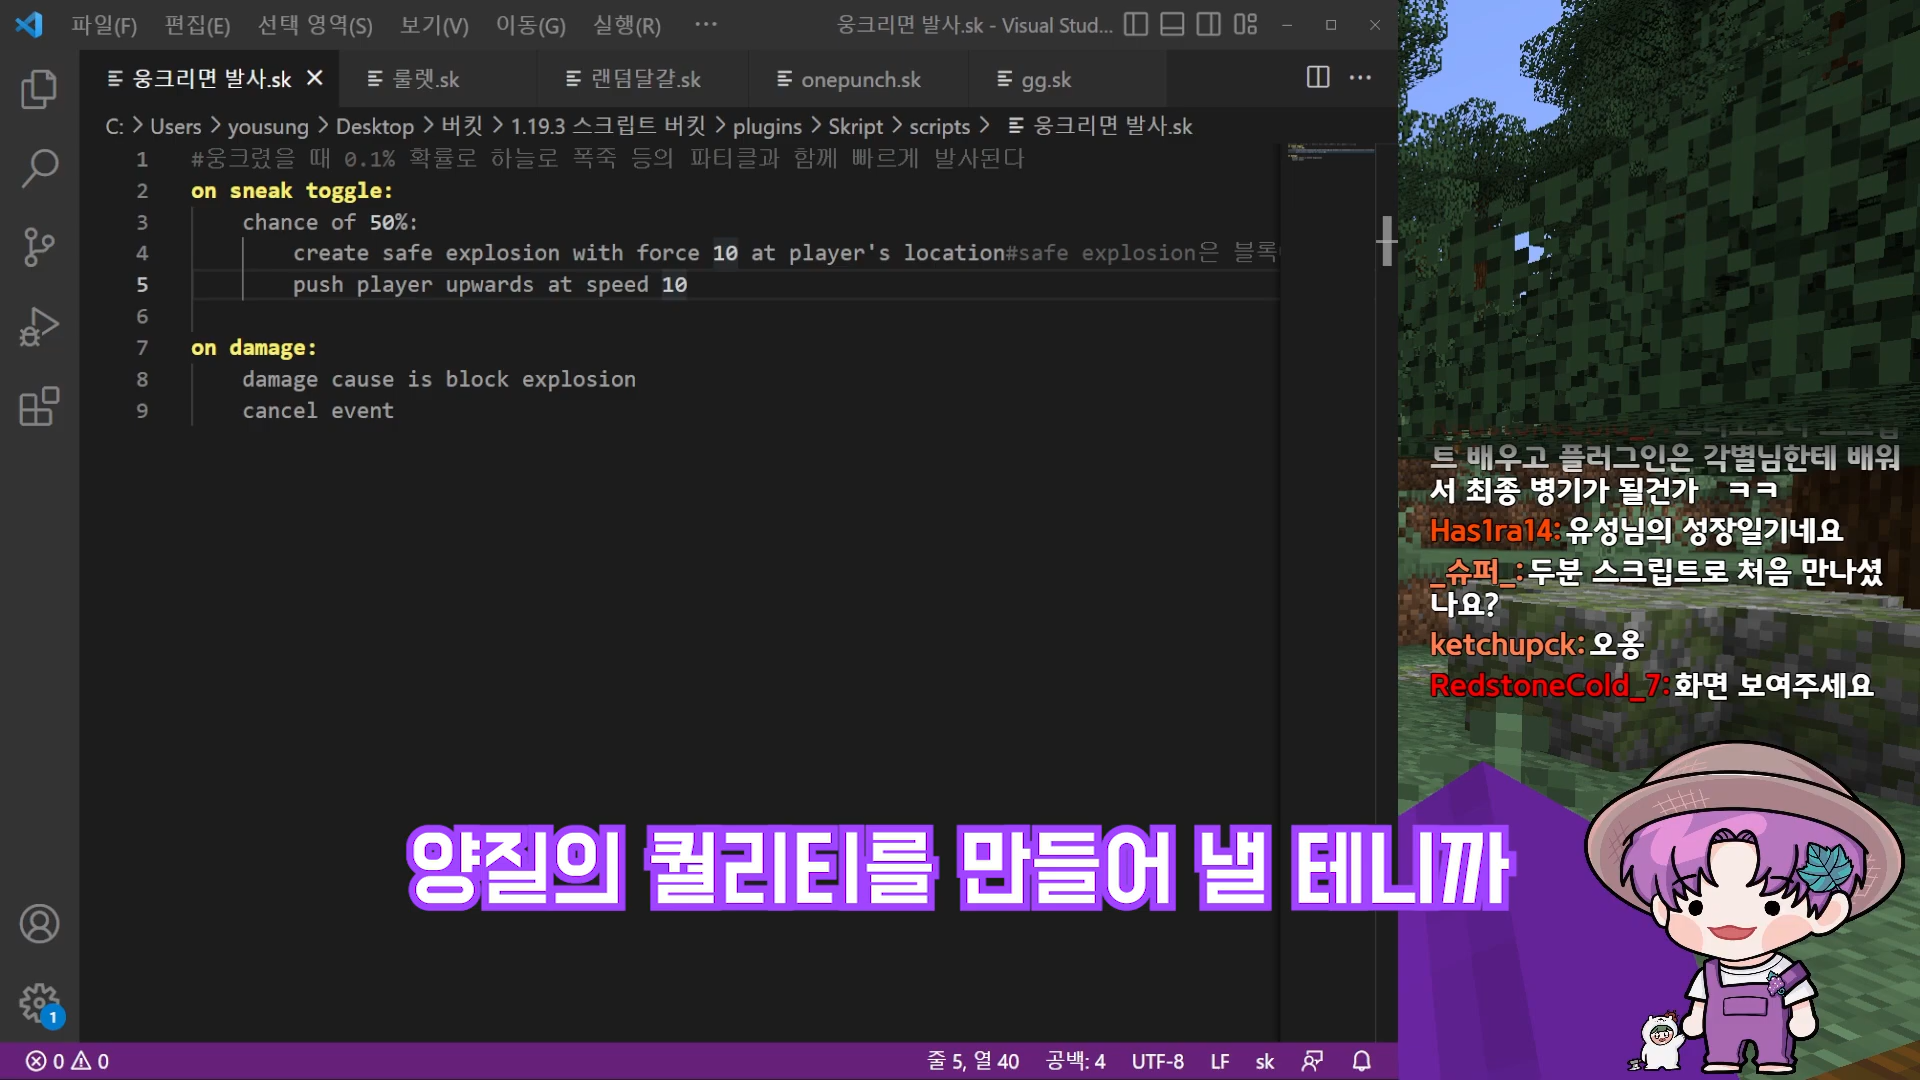 파일(F) 편집(E) 선택 영역(S) 보기(V) 이동(G) 실행(R) ··· 웅크리면 발사.sk - Visual Stud...
웅크리면 발사.sk 룰렛.sk 랜덤달걀.sk onepunch.sk gg.sk
C: > Users > yousung > Desktop > 버킷 > 1.19.3 스크립트 버킷 > plugins > Skript > scripts > 웅크리면 발사.sk
1 #웅크렸을 때 0.1% 확률로 하늘로 폭죽 등의 파티클과 함께 빠르게 발사된다
2 on sneak toggle:
3 chance of 50%:
4 create safe explosion with force 10 at player's location#safe explosion은 블록
5 push player upwards at speed 10
6
7 on damage:
8 damage cause is block explosion
9 cancel event
트 배우고 플러그인은 각별님한테 배워
서 최종 병기가 될건가 ㅋㅋ
Has1ra14: 유성님의 성장일기네요
_슈퍼_: 두분 스크립트로 처음 만나셨
나요?
ketchupck: 오옹
RedstoneCold_7: 화면 보여주세요
양질의 퀄리티를 만들어 낼 테니까
1
0 0 줄 5, 열 40 공백: 4 UTF-8 LF sk